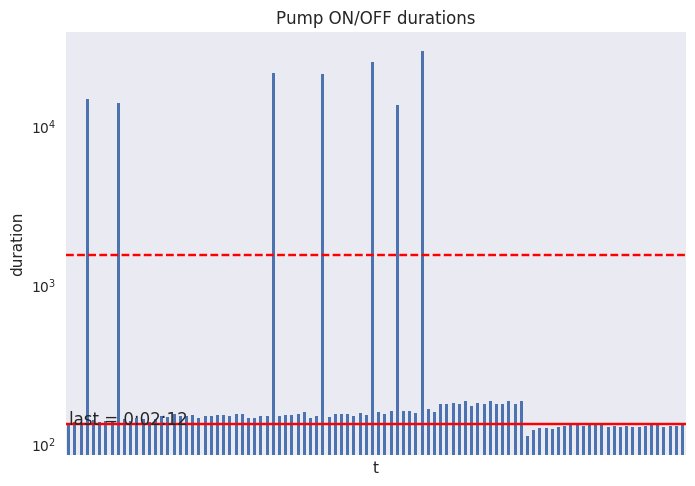 Pump ON/OFF durations
10^4
10^3
10^2
duration
last = 0:02:12
t